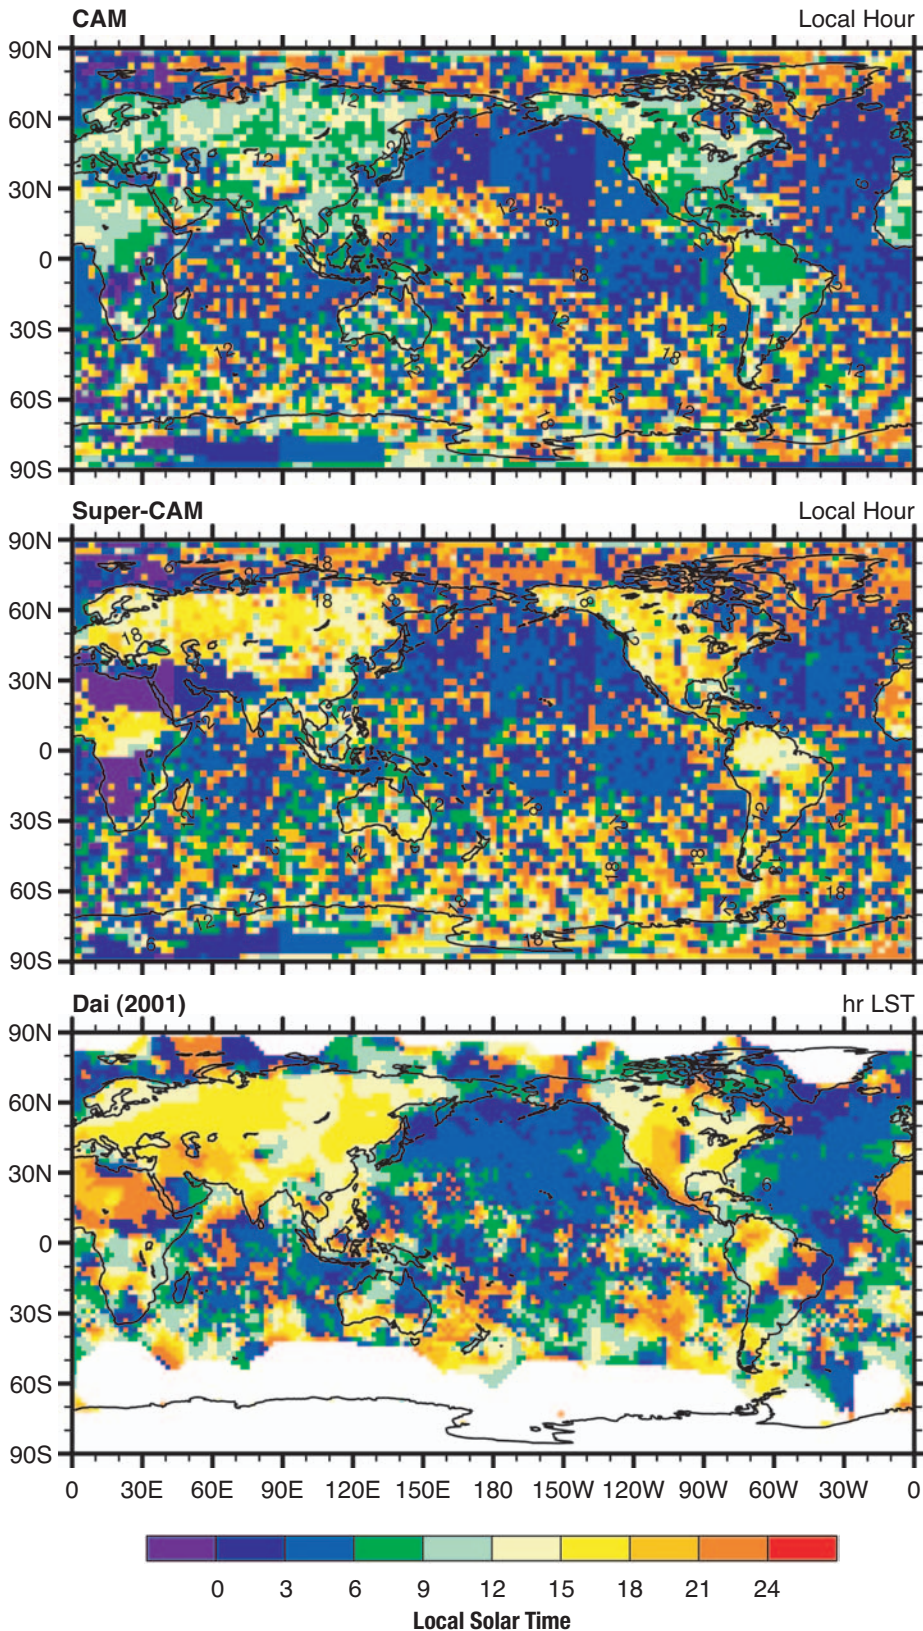 CAM Local Hour
90N
60N
30N
0
30S
60S
90S
Super-CAM Local Hour
90N
60N
30N
0
30S
60S
90S
Dai (2001) hr LST
90N
60N
30N
0
30S
60S
90S
0 30E 60E 90E 120E 150E 180 150W 120W 90W 60W 30W 0
0 3 6 9 12 15 18 21 24
Local Solar Time